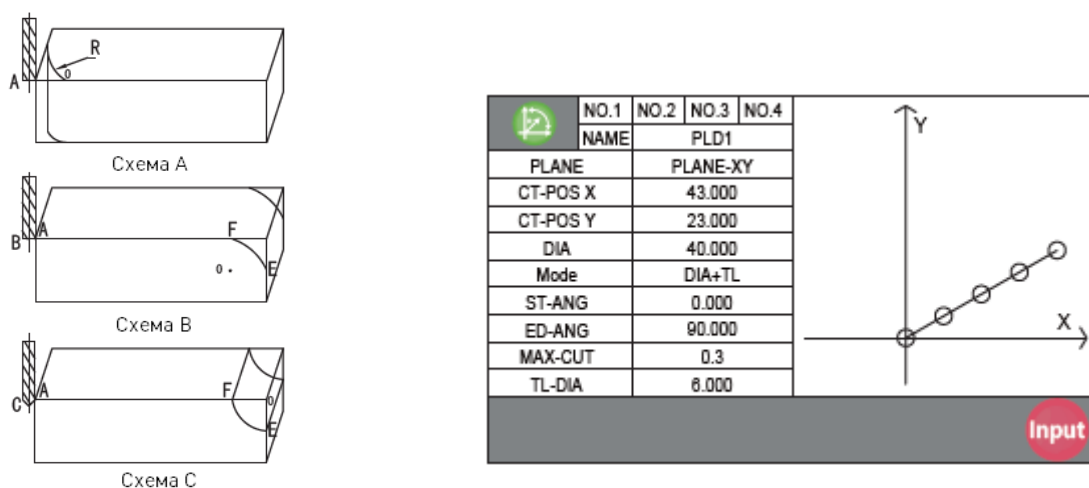 R
0
A
Схема A
B
A
F
0
E
Схема B
C
A
F
0
E
Схема C
NO.1 NO.2 NO.3 NO.4
NAME PLD1
PLANE PLANE-XY
CT-POS X 43.000
CT-POS Y 23.000
DIA 40.000
Mode DIA+TL
ST-ANG 0.000
ED-ANG 90.000
MAX-CUT 0.3
TL-DIA 6.000
Y
X
Input